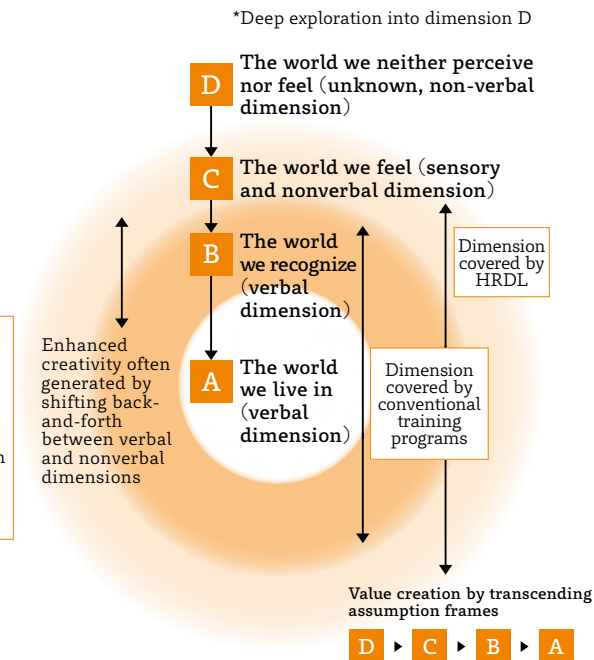 *Deep exploration into dimension D
D
The world we neither perceive
nor feel (unknown, non-verbal
dimension)
C
The world we feel (sensory
and nonverbal dimension)
B
The world
we recognize
(verbal
dimension)
A
The world
we live in
(verbal
dimension)
Dimension
covered by
HRDL
Dimension
covered by
conventional
training
programs
Enhanced
creativity often
generated by
shifting back-
and-forth
between verbal
and nonverbal
dimensions
n
Value creation by transcending
assumption frames
D ▶ C ▶ B ▶ A